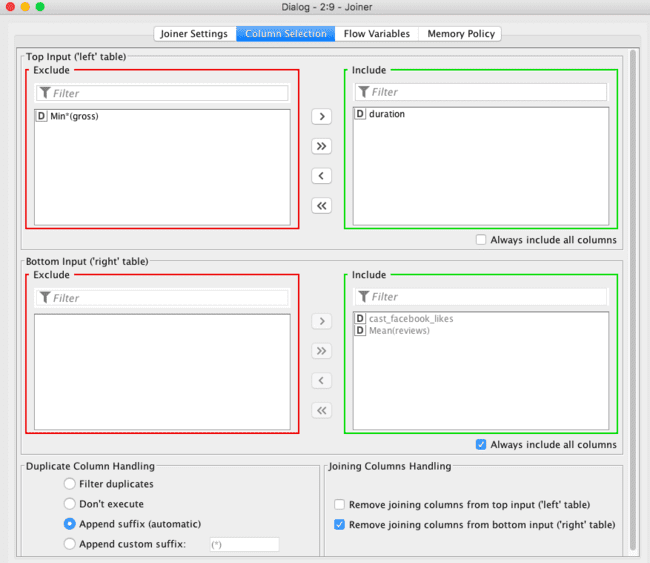 Dialog - 2:9 - Joiner
Joiner Settings Column Selection Flow Variables Memory Policy
Top Input ('left' table)
Exclude Include
Filter Filter
D Min*(gross) D duration
>
>>
<
<<
Always include all columns
Bottom Input ('right' table)
Exclude Include
Filter Filter
D cast_facebook_likes
D Mean(reviews)
>
>>
<
<<
Always include all columns
Duplicate Column Handling
Filter duplicates
Don't execute
Append suffix (automatic)
Append custom suffix: (*)
Joining Columns Handling
Remove joining columns from top input ('left' table)
Remove joining columns from bottom input ('right' table)